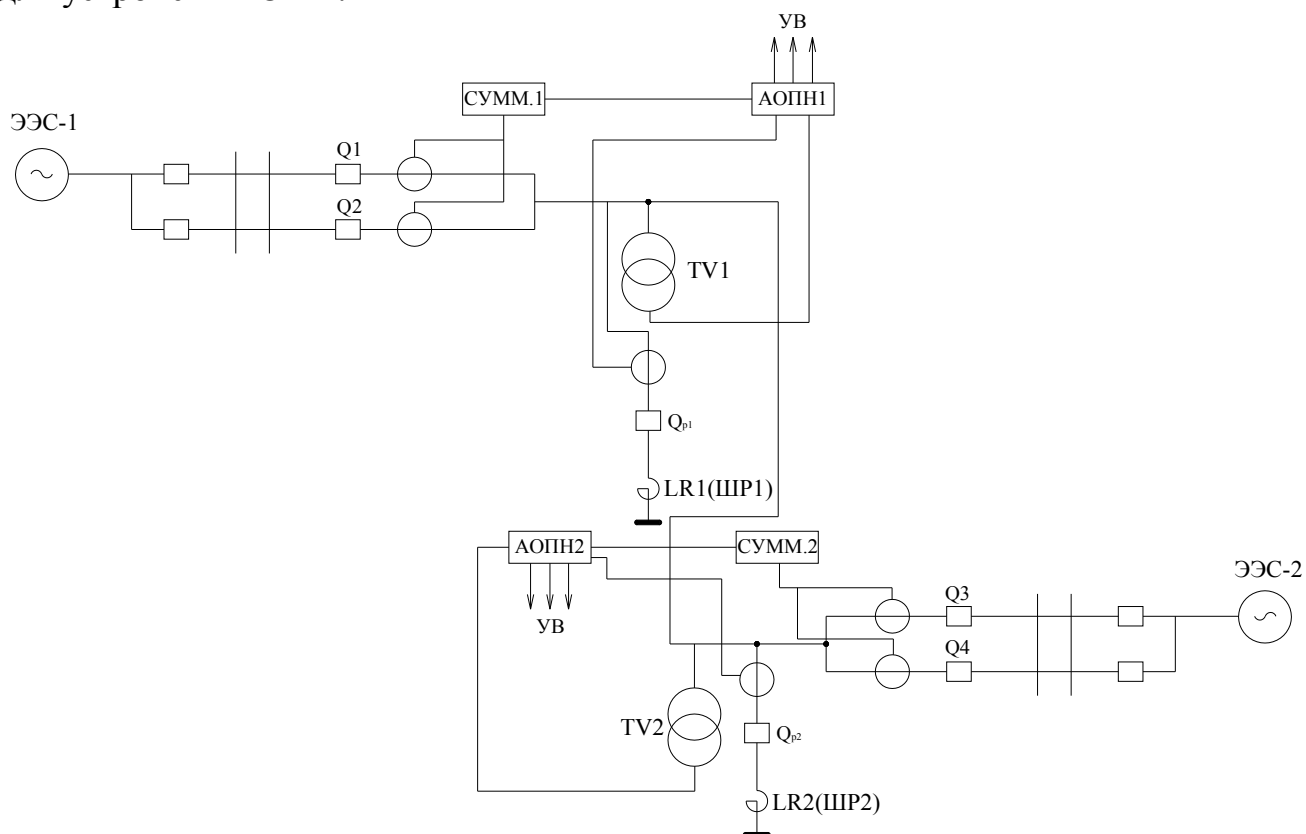 УВ
СУММ.1
АОПН1
ЭЭС-1
Q1
Q2
TV1
Qр1
LR1(ШР1)
АОПН2
СУММ.2
ЭЭС-2
УВ
Q3
Q4
TV2
Qр2
LR2(ШР2)